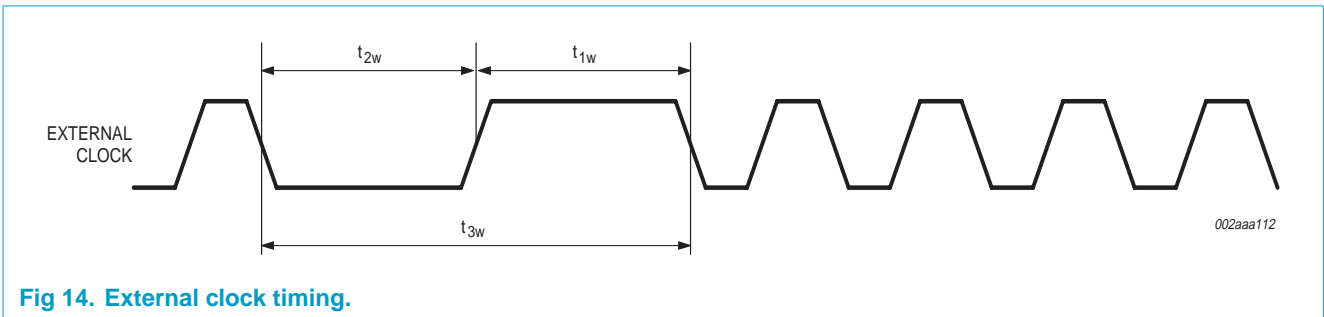 t2w
t1w
EXTERNAL
CLOCK
t3w
002aaa112
Fig 14. External clock timing.